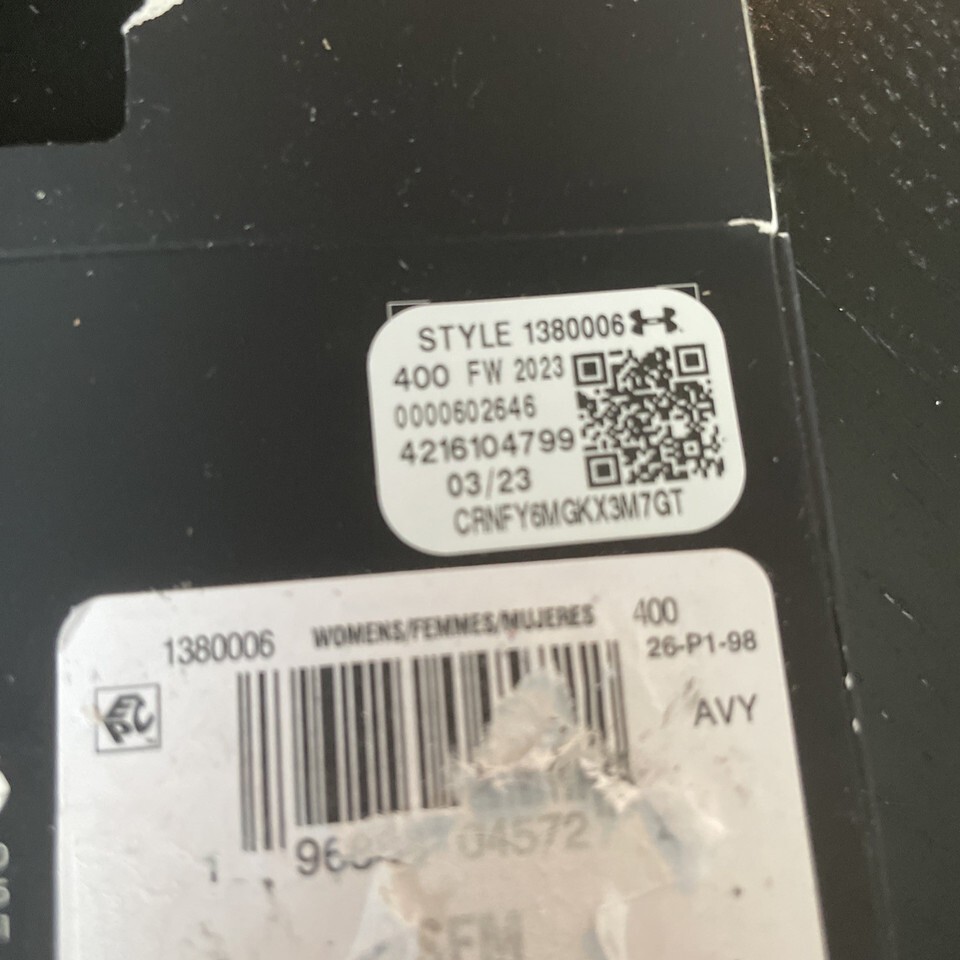 STYLE 1380006
400 FW 2023
0000602646
4216104799
03/23
CRNFY6MGKX3M7GT
1380006 WOMENS/FEMMES/MUJERES 400
26-P1-98
AVY
04572